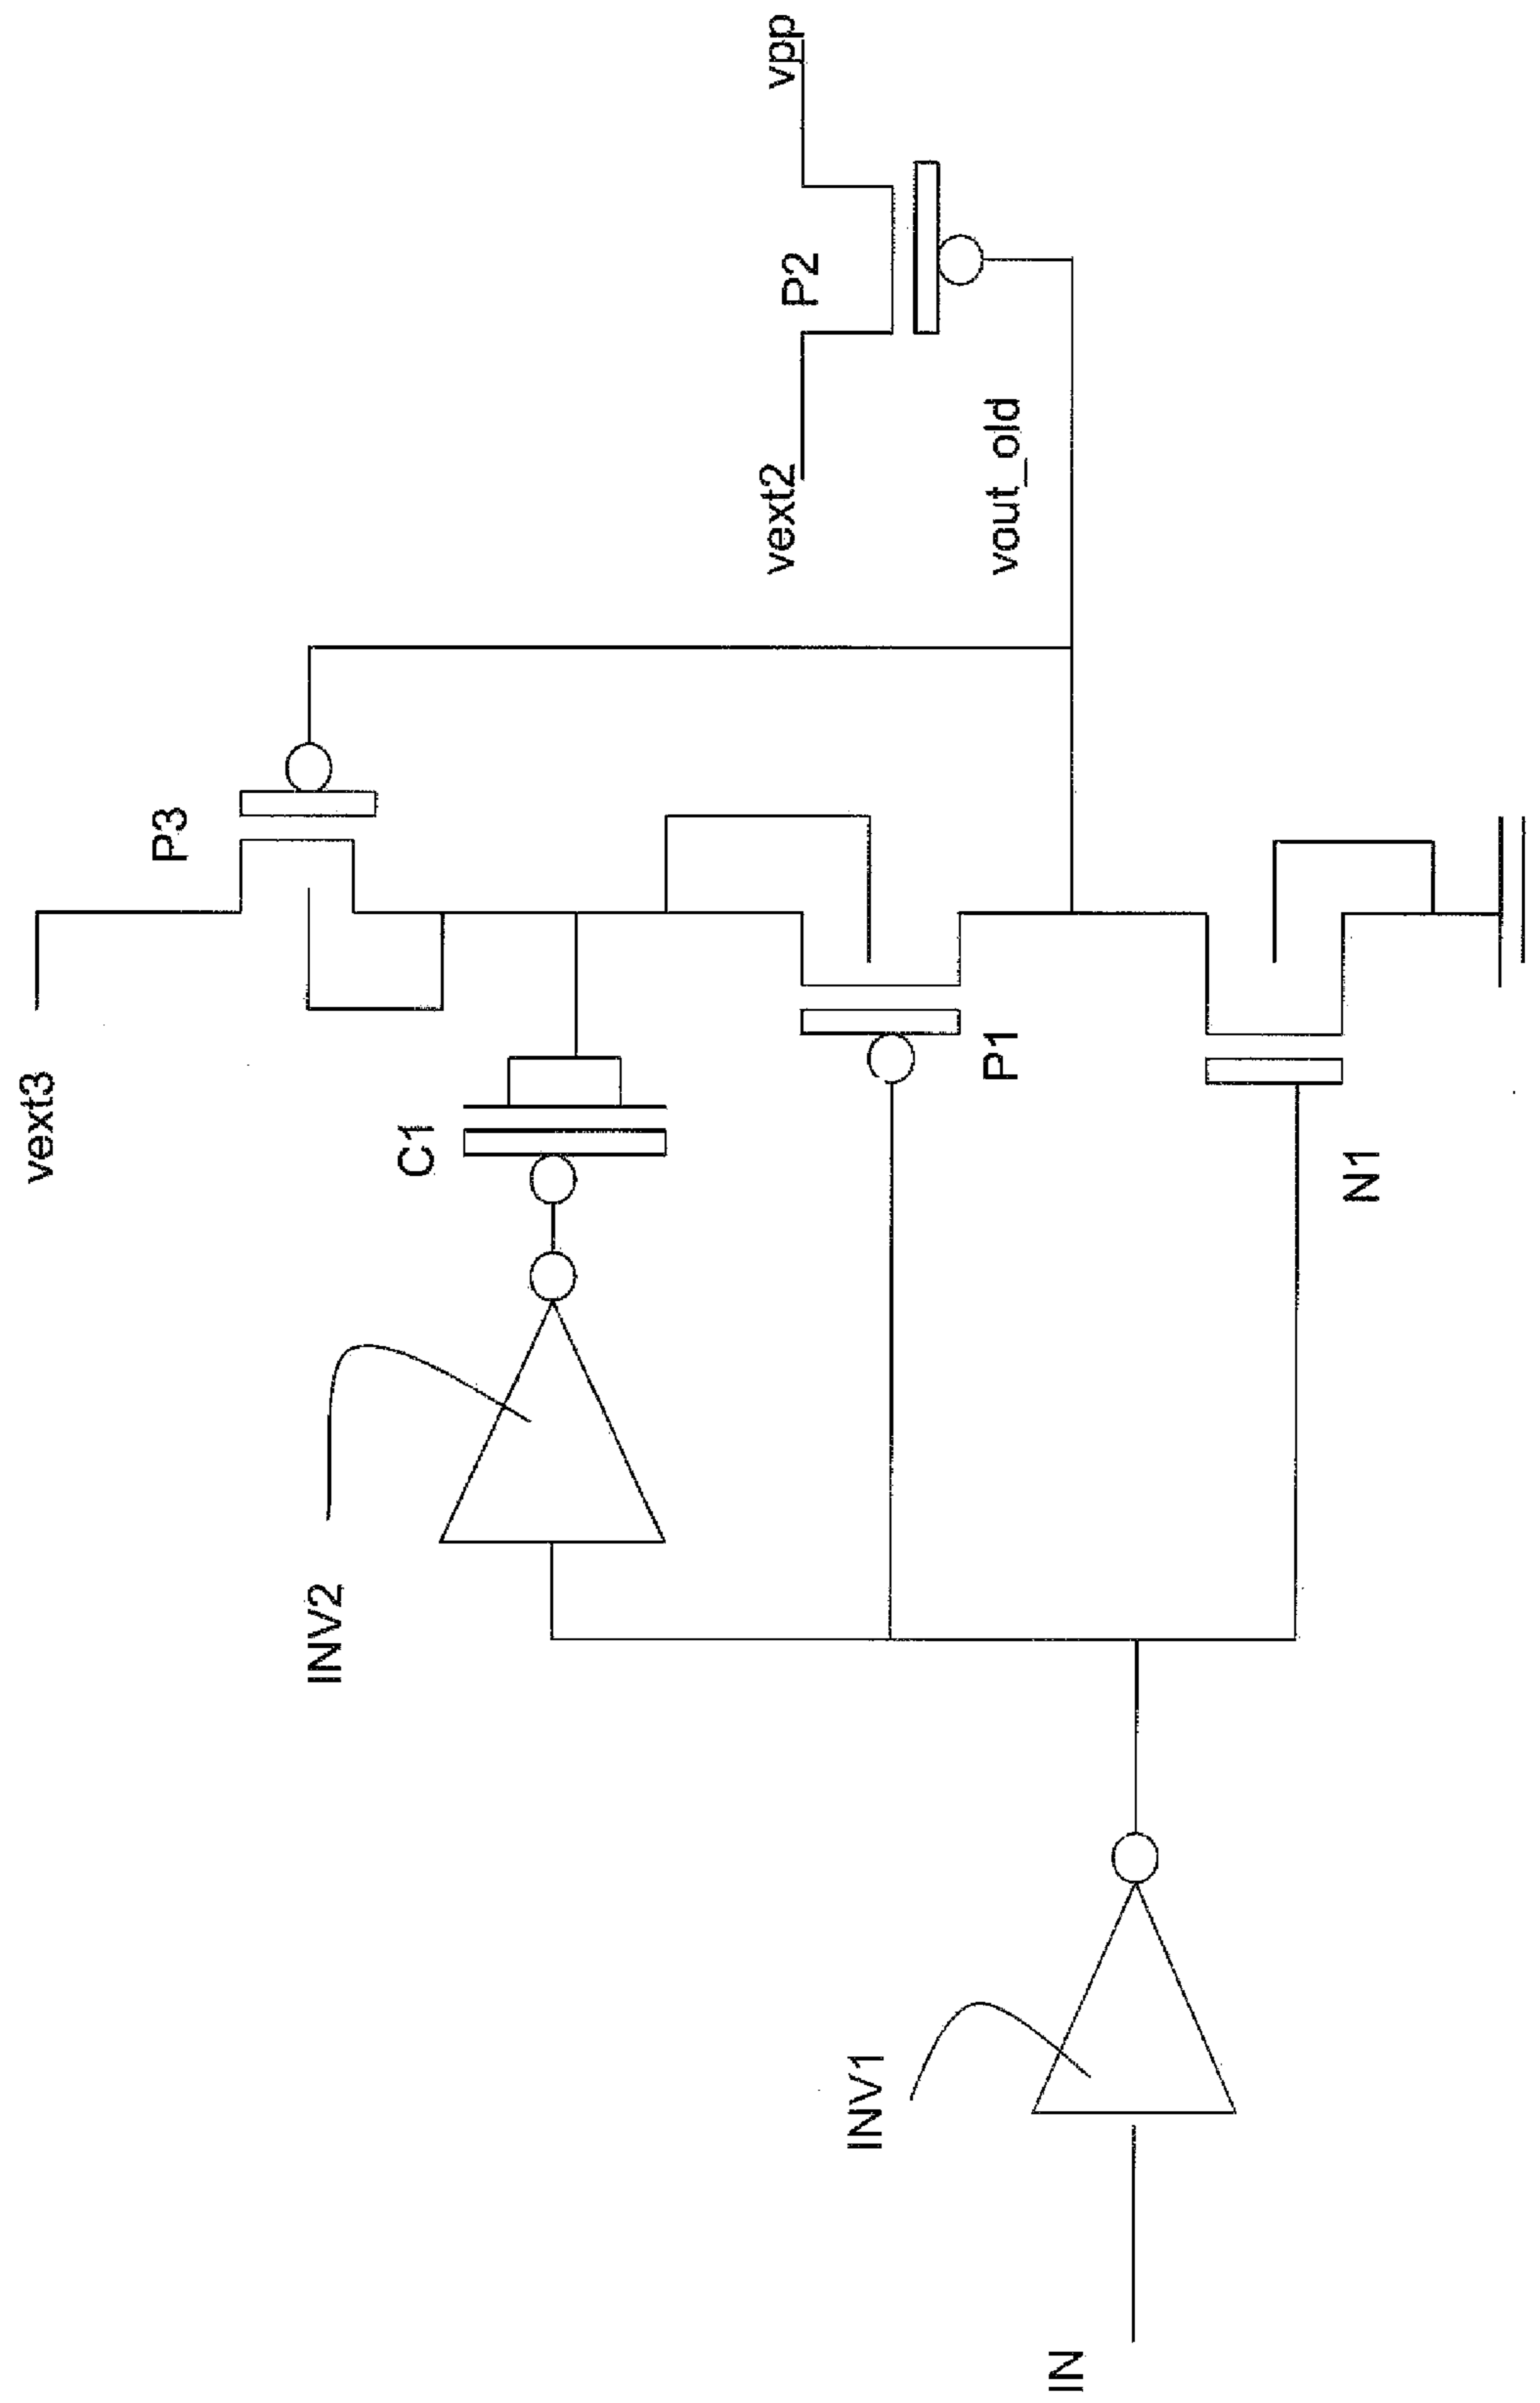 vext3
P3
C1
INV2
vpp
P2
vext2
vout_old
P1
N1
INV1
IN